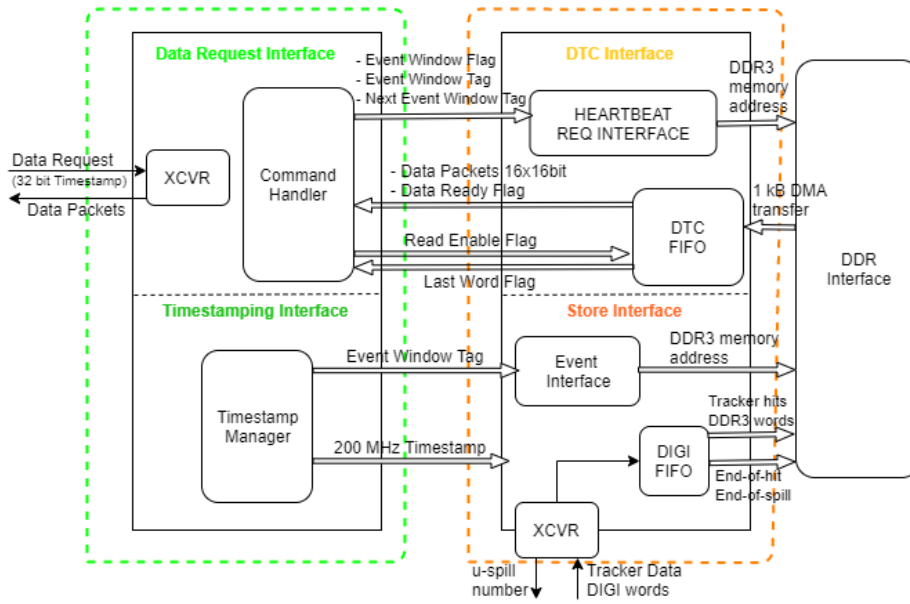 Data Request Interface
DTC Interface
- Event Window Flag
- Event Window Tag
- Next Event Window Tag
DDR3
memory
address
HEARTBEAT
REQ INTERFACE
Data Request
(32 bit Timestamp)
Data Packets
XCVR
Command
Handler
- Data Packets 16x16bit
- Data Ready Flag
1 kB DMA
transfer
Read Enable Flag
DTC
FIFO
Last Word Flag
DDR
Interface
Timestamping Interface
Store Interface
Event Window Tag
Event
Interface
DDR3 memory
address
Timestamp
Manager
Tracker hits
DDR3 words
200 MHz Timestamp
DIGI
FIFO
End-of-hit
End-of-spill
XCVR
u-spill
number
Tracker Data
DIGI words